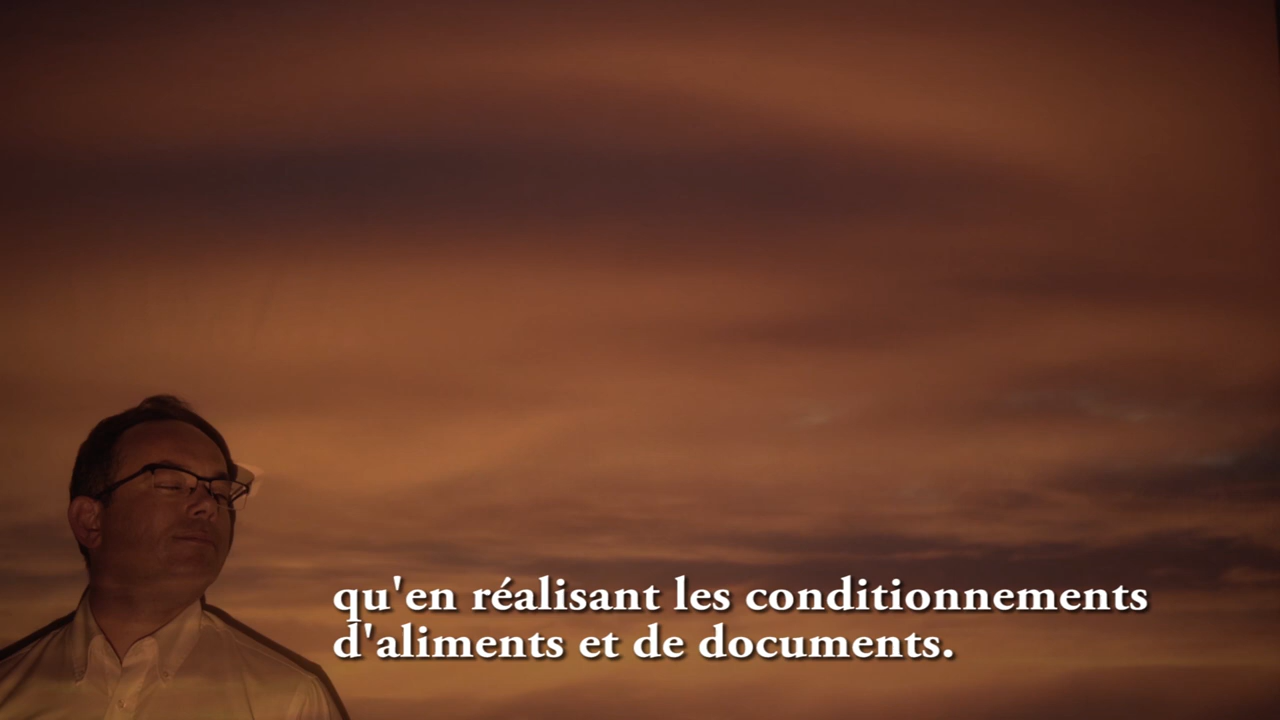 qu'en réalisant les conditionnements
d'aliments et de documents.